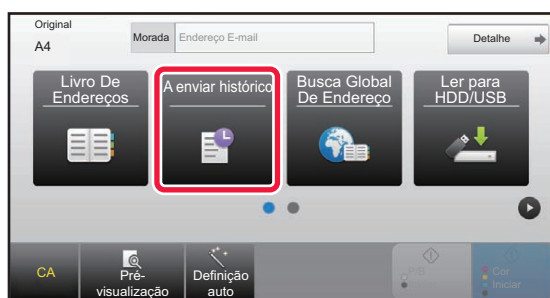 Original
A4
Morada
Endereço E-mail
Detalhe
Livro De
Endereços
A enviar histórico
Busca Global
De Endereço
Ler para
HDD/USB
CA
Pré-
visualização
Definição
auto
P/B
Iniciar
Cor
Iniciar